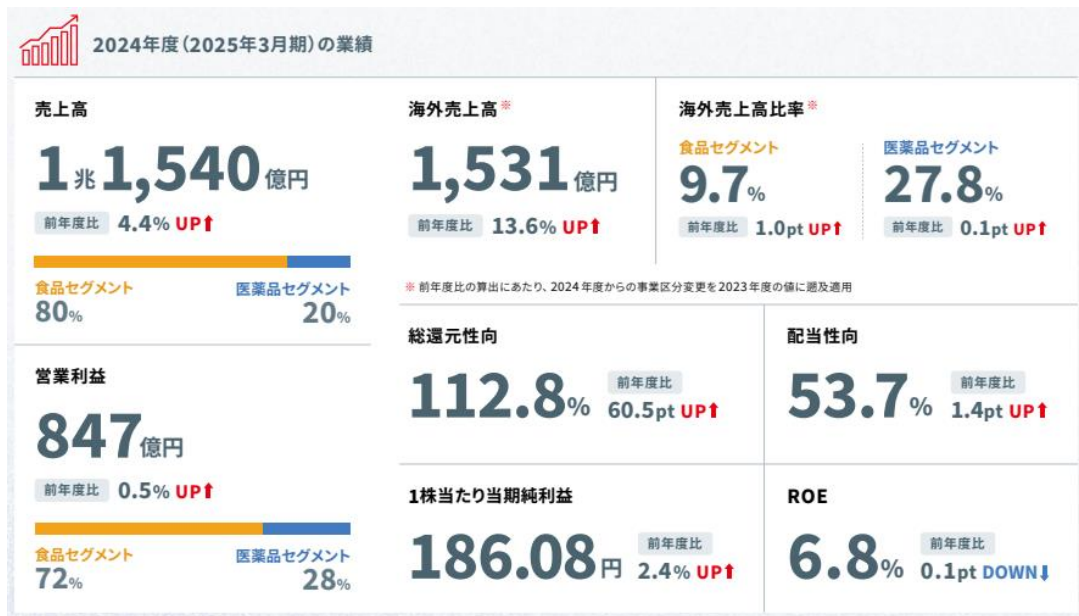 2024年度(2025年3月期)の業績
売上高
1兆1,540億円
前年度比 4.4% UP⬆
食品セグメント 医薬品セグメント
80% 20%
営業利益
847億円
前年度比 0.5% UP⬆
食品セグメント 医薬品セグメント
72% 28%
海外売上高※
1,531億円
前年度比 13.6% UP⬆
海外売上高比率※
食品セグメント
9.7%
前年度比 1.0pt UP⬆
医薬品セグメント
27.8%
前年度比 0.1pt UP⬆
※ 前年度比の算出にあたり、2024年度からの事業区分変更を2023年度の値に遡及適用
総還元性向
112.8% 前年度比 60.5pt UP⬆
配当性向
53.7% 前年度比 1.4pt UP⬆
1株当たり当期純利益
186.08円 前年度比 2.4% UP⬆
ROE
6.8% 前年度比 0.1pt DOWN⬇